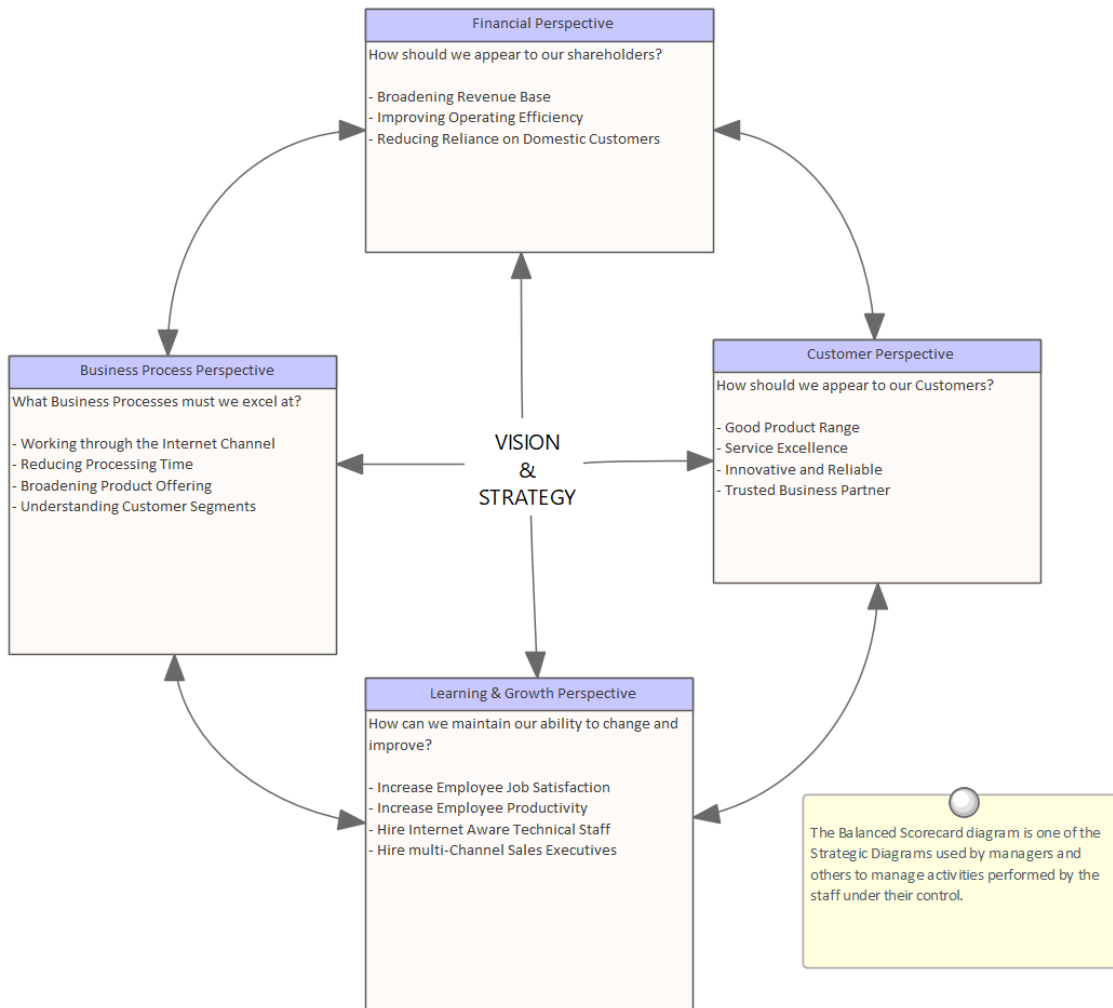 Financial Perspective
How should we appear to our shareholders?
- Broadening Revenue Base
- Improving Operating Efficiency
- Reducing Reliance on Domestic Customers
Business Process Perspective
What Business Processes must we excel at?
- Working through the Internet Channel
- Reducing Processing Time
- Broadening Product Offering
- Understanding Customer Segments
VISION
&
STRATEGY
Customer Perspective
How should we appear to our Customers?
- Good Product Range
- Service Excellence
- Innovative and Reliable
- Trusted Business Partner
Learning & Growth Perspective
How can we maintain our ability to change and
improve?
- Increase Employee Job Satisfaction
- Increase Employee Productivity
- Hire Internet Aware Technical Staff
- Hire multi-Channel Sales Executives
The Balanced Scorecard diagram is one of the
Strategic Diagrams used by managers and
others to manage activities performed by the
staff under their control.